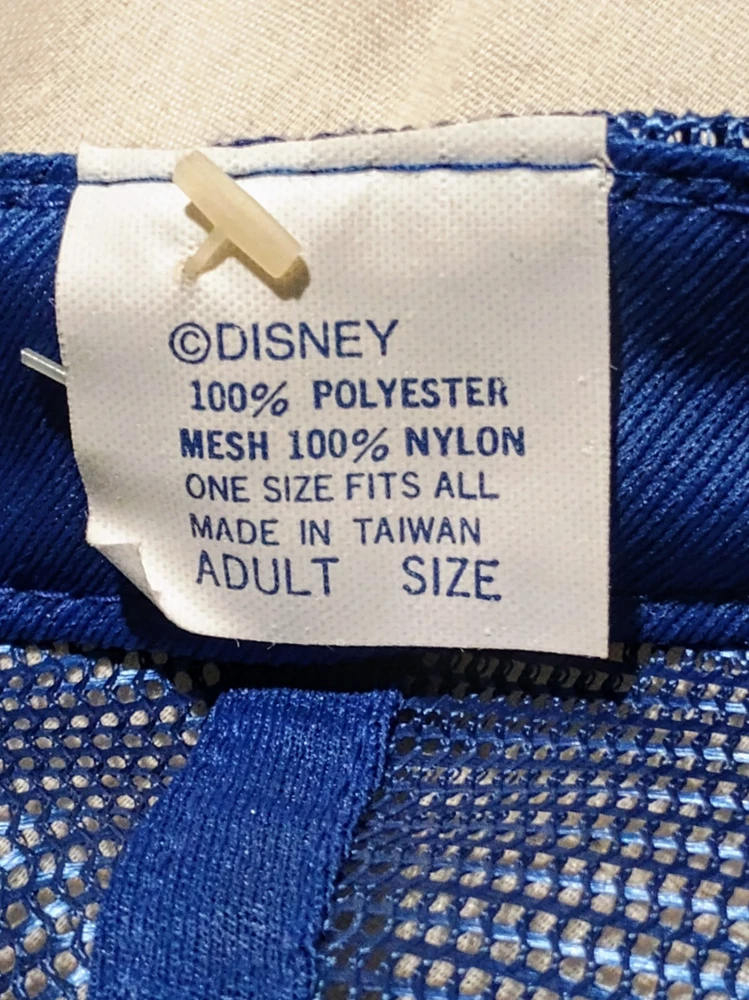 ©DISNEY
100% POLYESTER
MESH 100% NYLON
ONE SIZE FITS ALL
MADE IN TAIWAN
ADULT SIZE